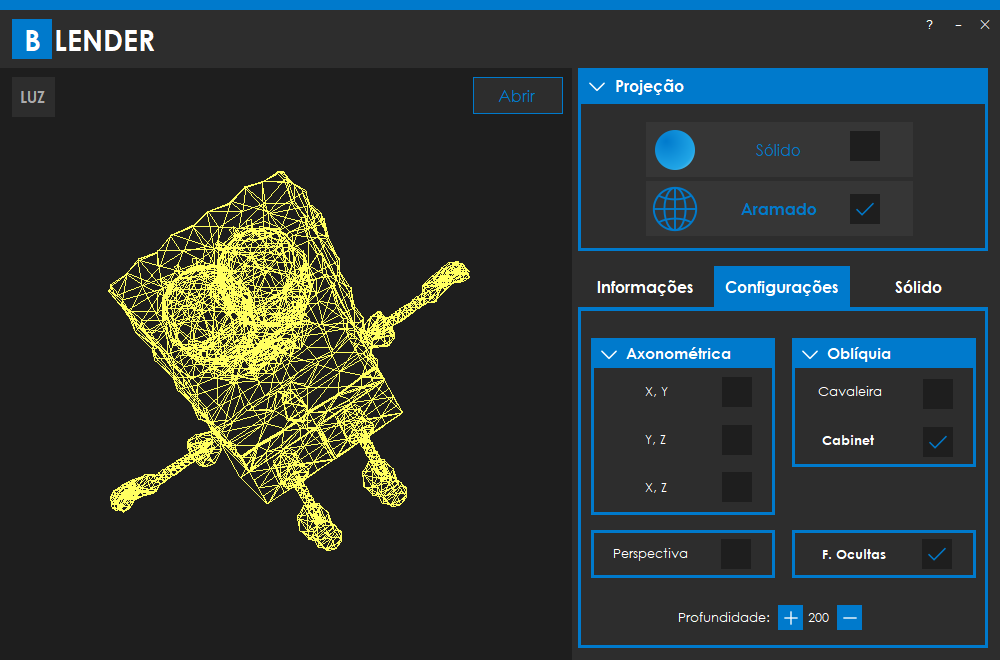 B LENDER
? – ×
LUZ
Abrir
Projeção
Sólido
Aramado
Informações Configurações Sólido
Axonométrica
X, Y
Y, Z
X, Z
Oblíquia
Cavaleira
Cabinet
Perspectiva
F. Ocultas
Profundidade: + 200 −